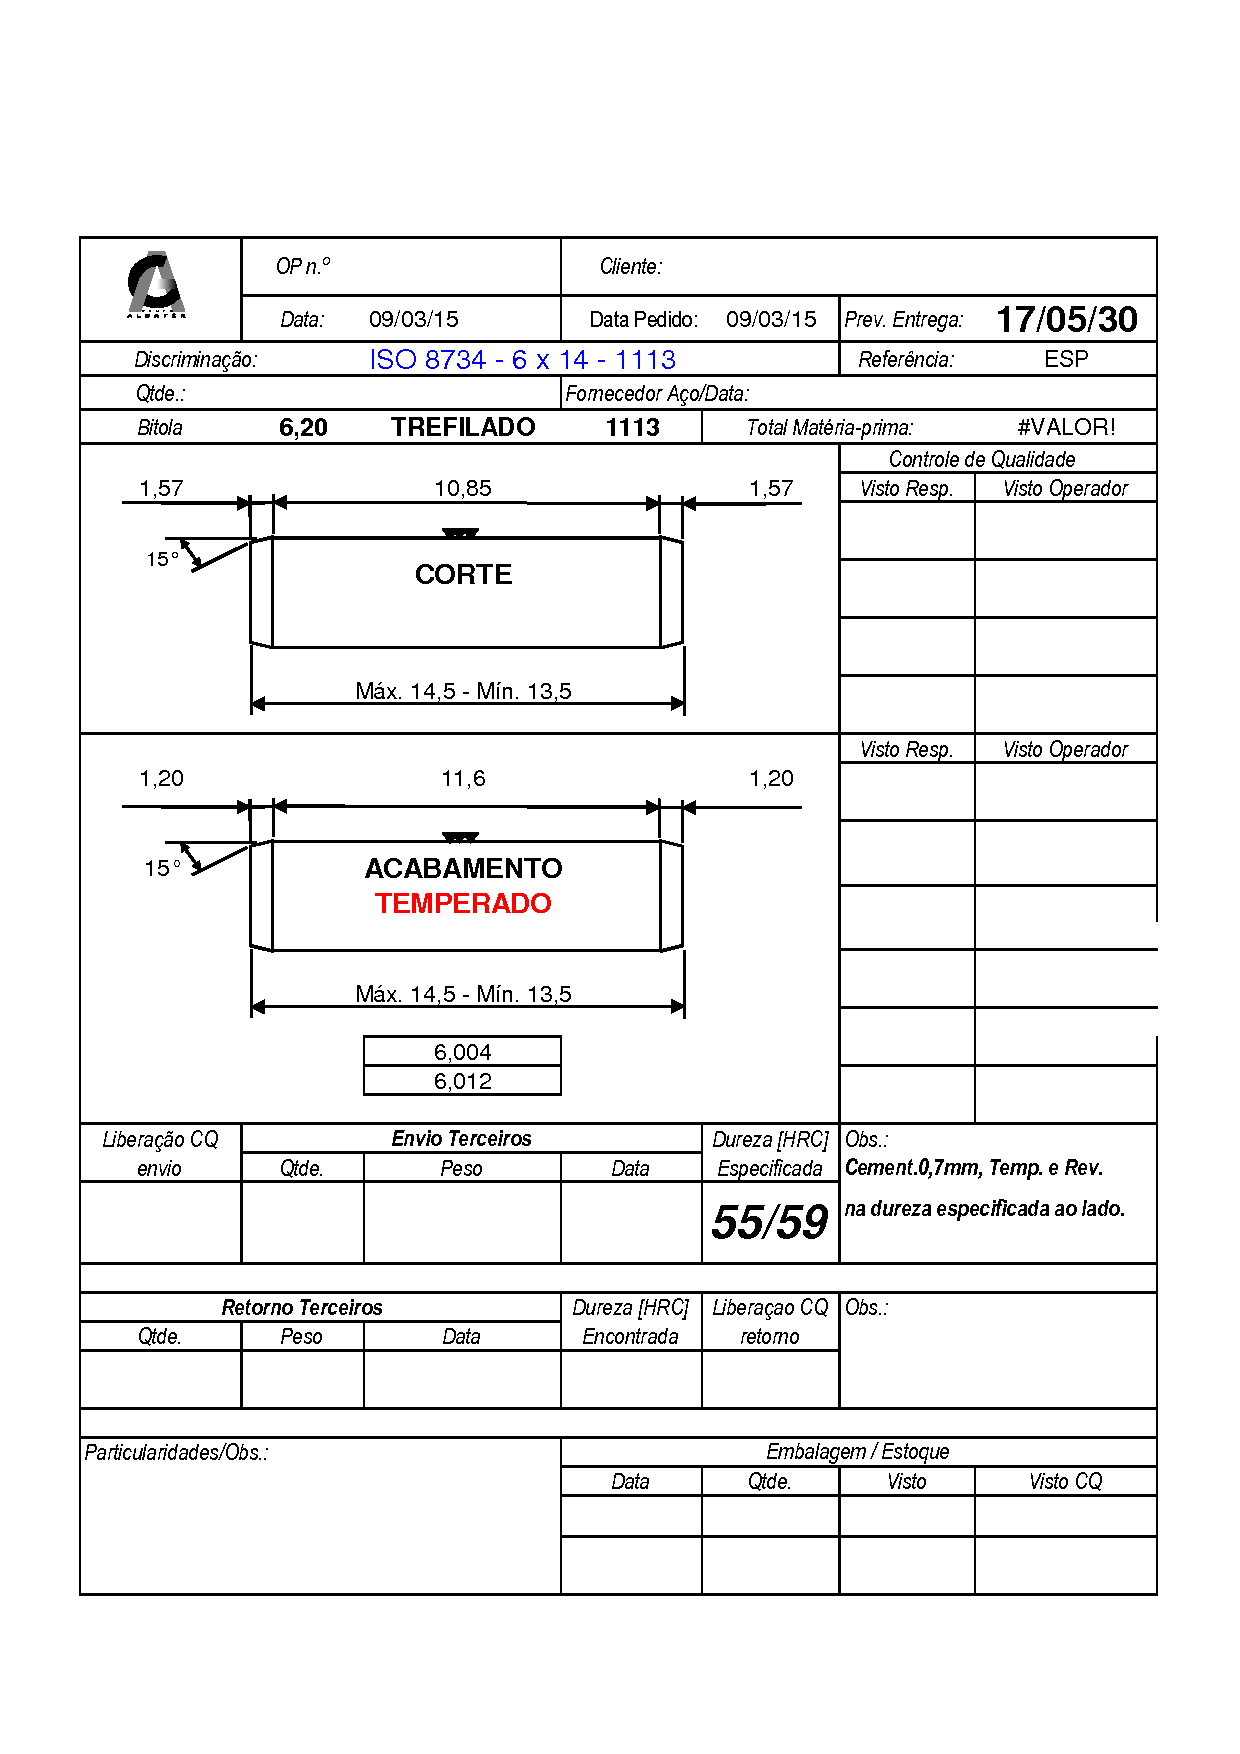 OP n.º Cliente:
Data: 09/03/15 Data Pedido: 09/03/15 Prev. Entrega: 17/05/30
Discriminação: ISO 8734 - 6 x 14 - 1113 Referência: ESP
Qtde.: Fornecedor Aço/Data:
Bitola 6,20 TREFILADO 1113 Total Matéria-prima: #VALOR!
Controle de Qualidade
1,57 10,85 1,57 Visto Resp. Visto Operador
15°
CORTE
Máx. 14,5 - Mín. 13,5
Visto Resp. Visto Operador
1,20 11,6 1,20
15° ACABAMENTO
TEMPERADO
Máx. 14,5 - Mín. 13,5
6,004
6,012
Liberação CQ Envio Terceiros Dureza [HRC] Obs.:
envio Qtde. Peso Data Especificada Cement.0,7mm, Temp. e Rev.
55/59 na dureza especificada ao lado.
Retorno Terceiros Dureza [HRC] Liberaçao CQ Obs.:
Qtde. Peso Data Encontrada retorno
Particularidades/Obs.: Embalagem / Estoque
Data Qtde. Visto Visto CQ